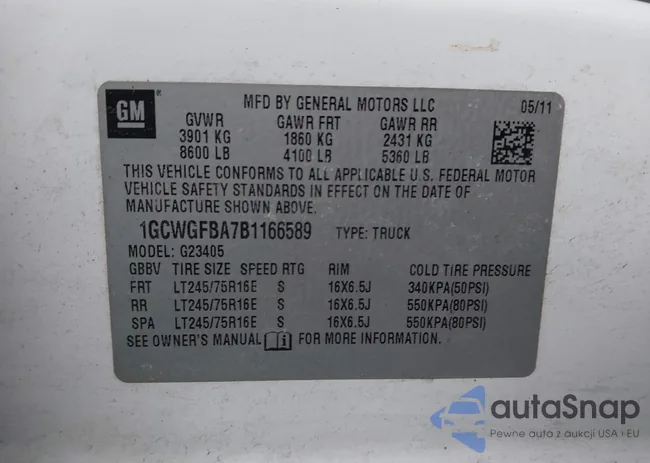 GM
MFD BY GENERAL MOTORS LLC 05/11
GVWR GAWR FRT GAWR RR
3901 KG 1860 KG 2431 KG
8600 LB 4100 LB 5360 LB
THIS VEHICLE CONFORMS TO ALL APPLICABLE U.S. FEDERAL MOTOR
VEHICLE SAFETY STANDARDS IN EFFECT ON THE DATE OF
MANUFACTURE SHOWN ABOVE.
1GCWGFBA7B1166589 TYPE: TRUCK
MODEL: G23405
GBBV TIRE SIZE SPEED RTG RIM COLD TIRE PRESSURE
FRT LT245/75R16E S 16X6.5J 340KPA(50PSI)
RR LT245/75R16E S 16X6.5J 550KPA(80PSI)
SPA LT245/75R16E S 16X6.5J 550KPA(80PSI)
SEE OWNER'S MANUAL i FOR MORE INFORMATION.
autoSnap
Pewne auto z aukcji USA i EU